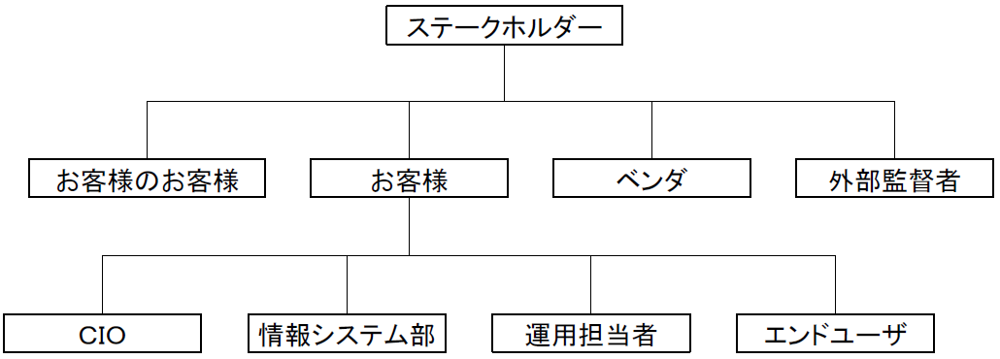 ステークホルダー
お客様のお客様
お客様
ベンダ
外部監督者
CIO
情報システム部
運用担当者
エンドユーザ